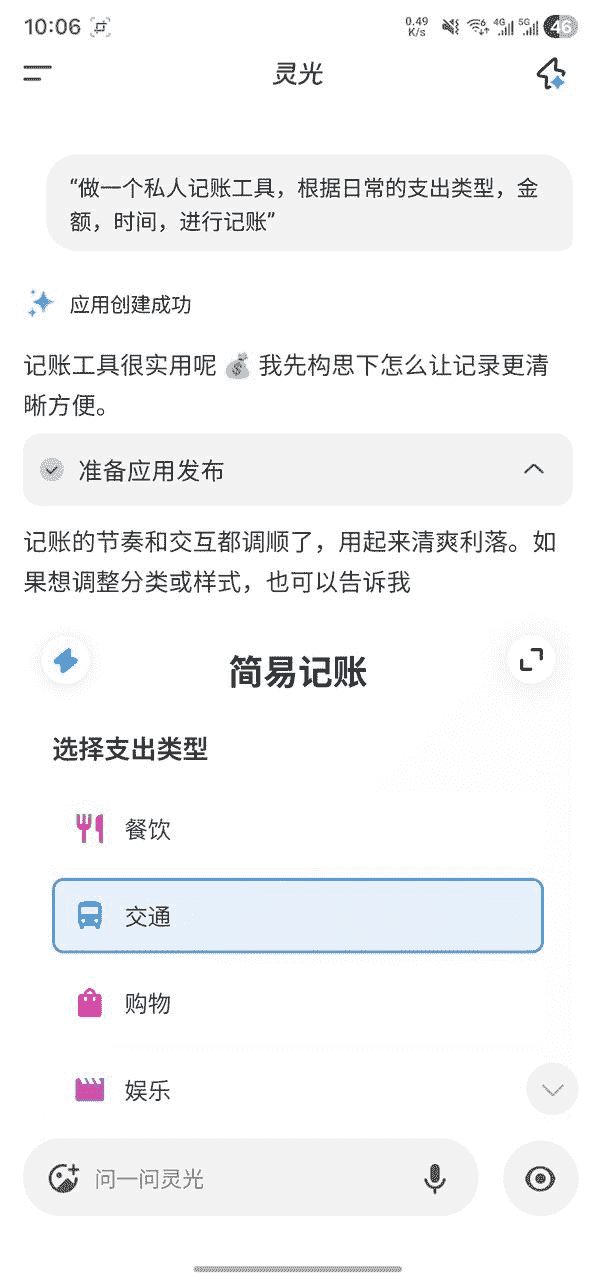 10:06
0.49
K/s
6
4G
5G
46
灵光
“做一个私人记账工具，根据日常的支出类型，金
额，时间，进行记账”
应用创建成功
记账工具很实用呢 💰 我先构思下怎么让记录更清
晰方便。
准备应用发布
记账的节奏和交互都调顺了，用起来清爽利落。如
果想调整分类或样式，也可以告诉我
简易记账
选择支出类型
餐饮
交通
购物
娱乐
问一问灵光